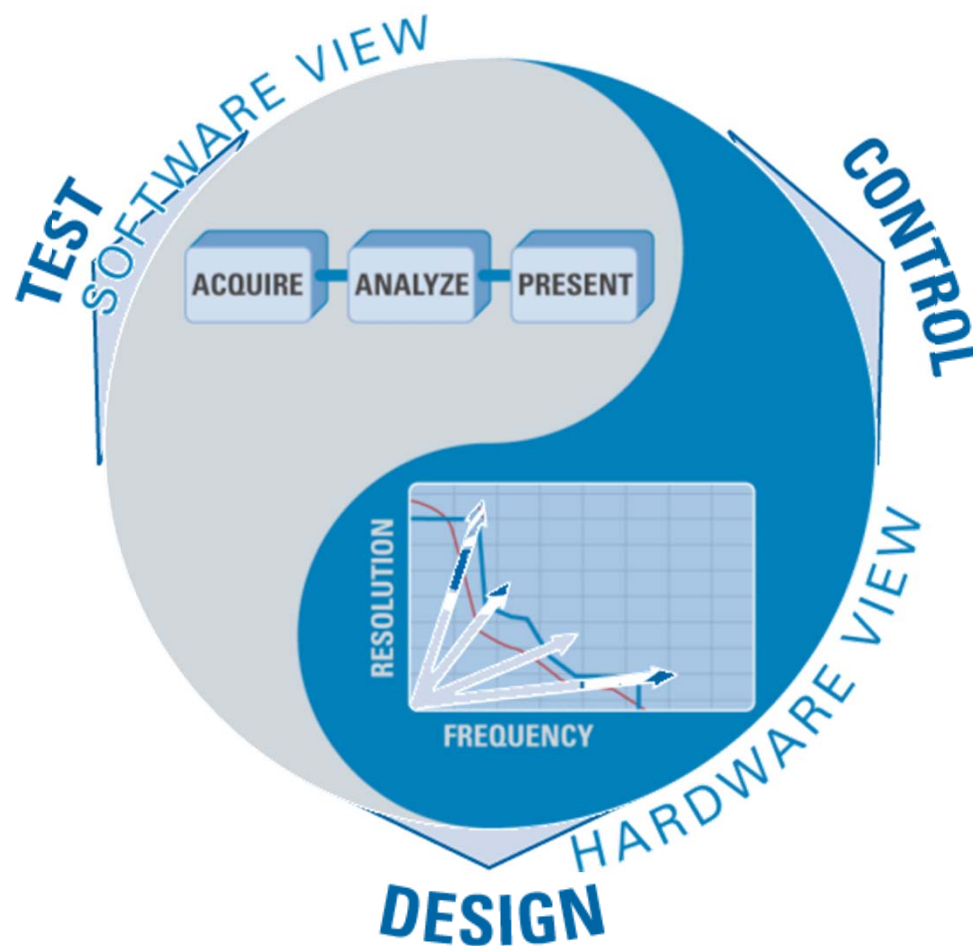 SOFTWARE VIEW
TEST
CONTROL
ACQUIRE
ANALYZE
PRESENT
RESOLUTION
FREQUENCY
HARDWARE VIEW
DESIGN